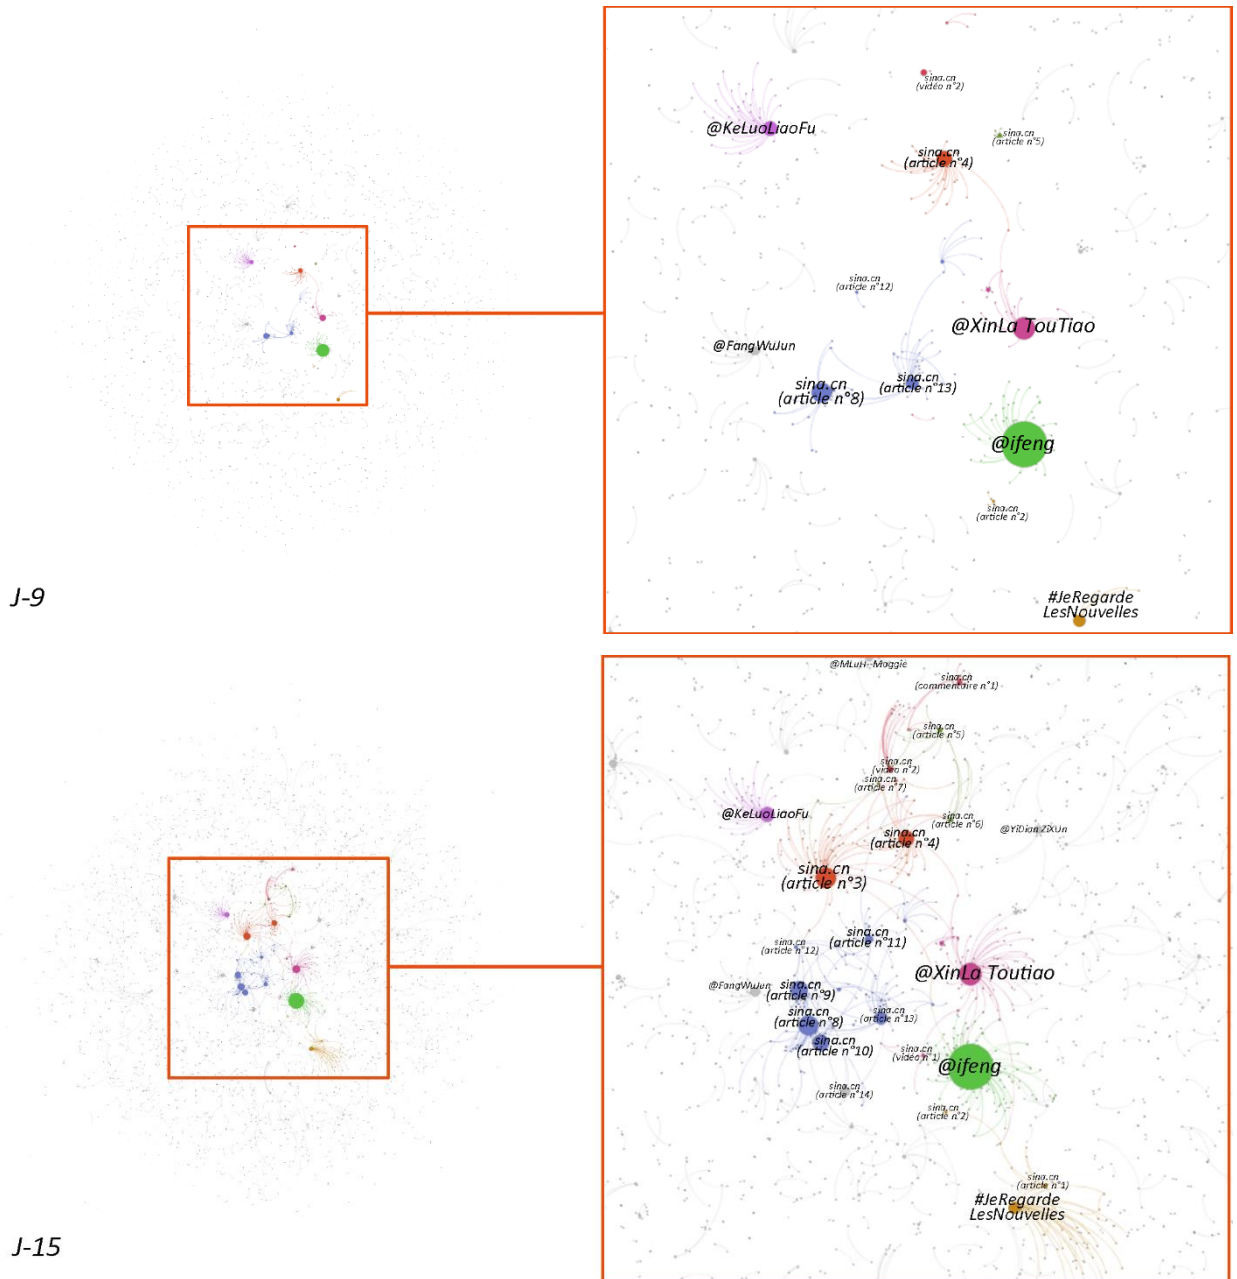 @KeLuoLiaoFu
sina.cn
(vidéo n°2)
sina.cn
(article n°5)
sina.cn
(article n°4)
sina.cn
(article n°12)
@XinLa TouTiao
@FangWuJun
sina.cn
(article n°8)
sina.cn
(article n°13)
@ifeng
sina.cn
(article n°2)
#JeRegarde
LesNouvelles
J-9
@MLuH--Maggie
sina.cn
(commentaire n°1)
sina.cn
(article n°5)
sina.cn
(vidéo n°2)
sina.cn
(article n°7)
@KeLuoLiaoFu
sina.cn
(article n°6)
@YiDian ZiXUn
sina.cn
(article n°4)
sina.cn
(article n°3)
sina.cn
(article n°11)
sina.cn
(article n°12)
@XinLa Toutiao
@FangWuJun
sina.cn
(article n°9)
sina.cn
(article n°8)
sina.cn
(article n°13)
sina.cn
(article n°10)
sina.cn
(vidéo n°1)
@ifeng
sina.cn
(article n°14)
sina.cn
(article n°2)
sina.cn
(article n°1)
#JeRegarde
LesNouvelles
J-15